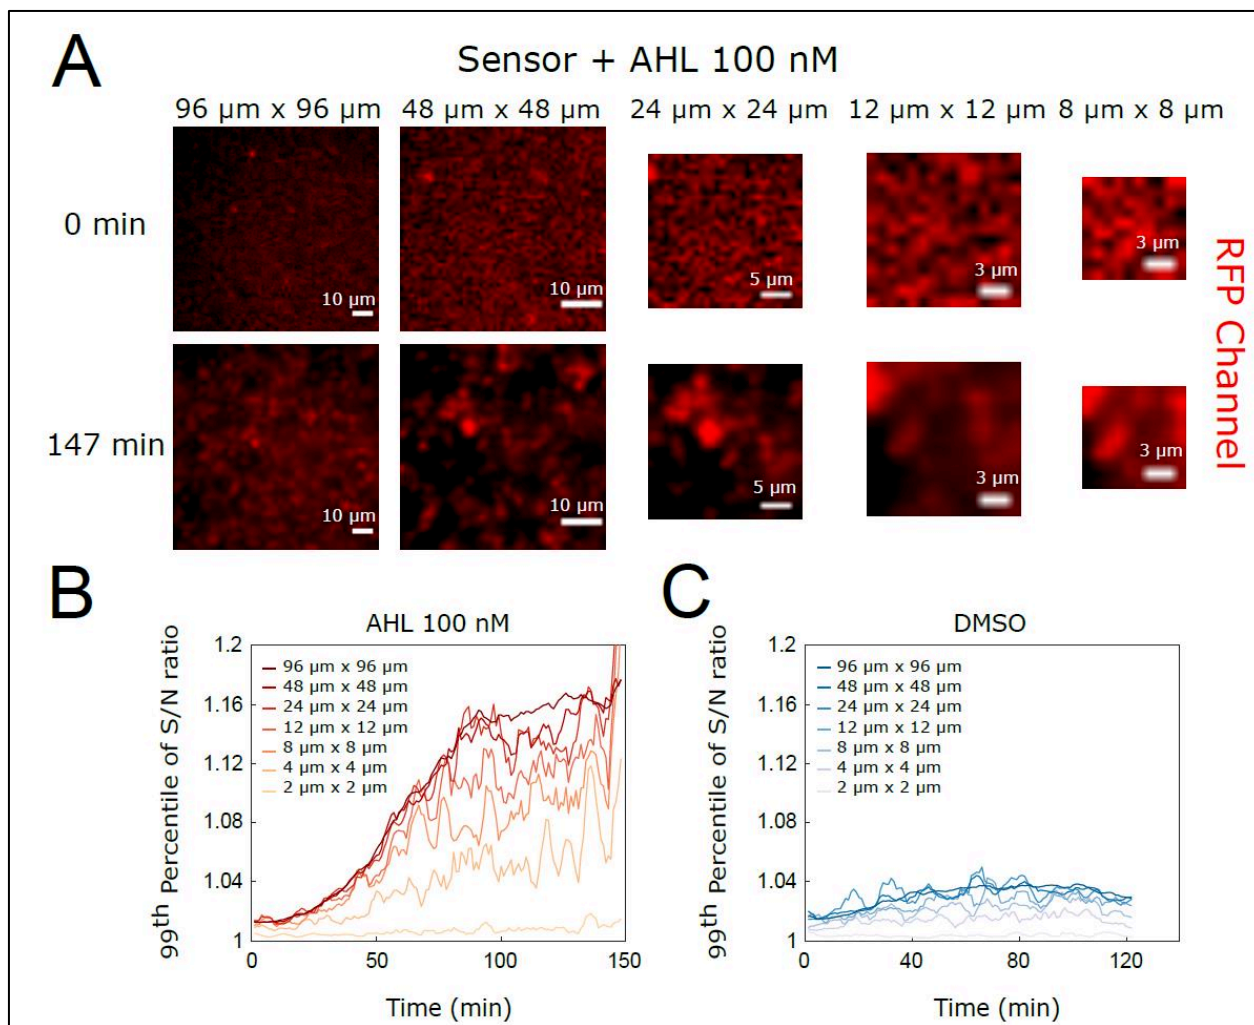 A
Sensor + AHL 100 nM
96 µm x 96 µm 48 µm x 48 µm 24 µm x 24 µm 12 µm x 12 µm 8 µm x 8 µm
0 min
10 µm 10 µm 5 µm 3 µm 3 µm
147 min
10 µm 10 µm 5 µm 3 µm 3 µm
RFP Channel
B
AHL 100 nM
99th Percentile of S/N ratio
1.2
1.16
1.12
1.08
1.04
1
96 µm x 96 µm
48 µm x 48 µm
24 µm x 24 µm
12 µm x 12 µm
8 µm x 8 µm
4 µm x 4 µm
2 µm x 2 µm
0 50 100 150
Time (min)
C
DMSO
99th Percentile of S/N ratio
1.2
1.16
1.12
1.08
1.04
1
96 µm x 96 µm
48 µm x 48 µm
24 µm x 24 µm
12 µm x 12 µm
8 µm x 8 µm
4 µm x 4 µm
2 µm x 2 µm
0 40 80 120
Time (min)